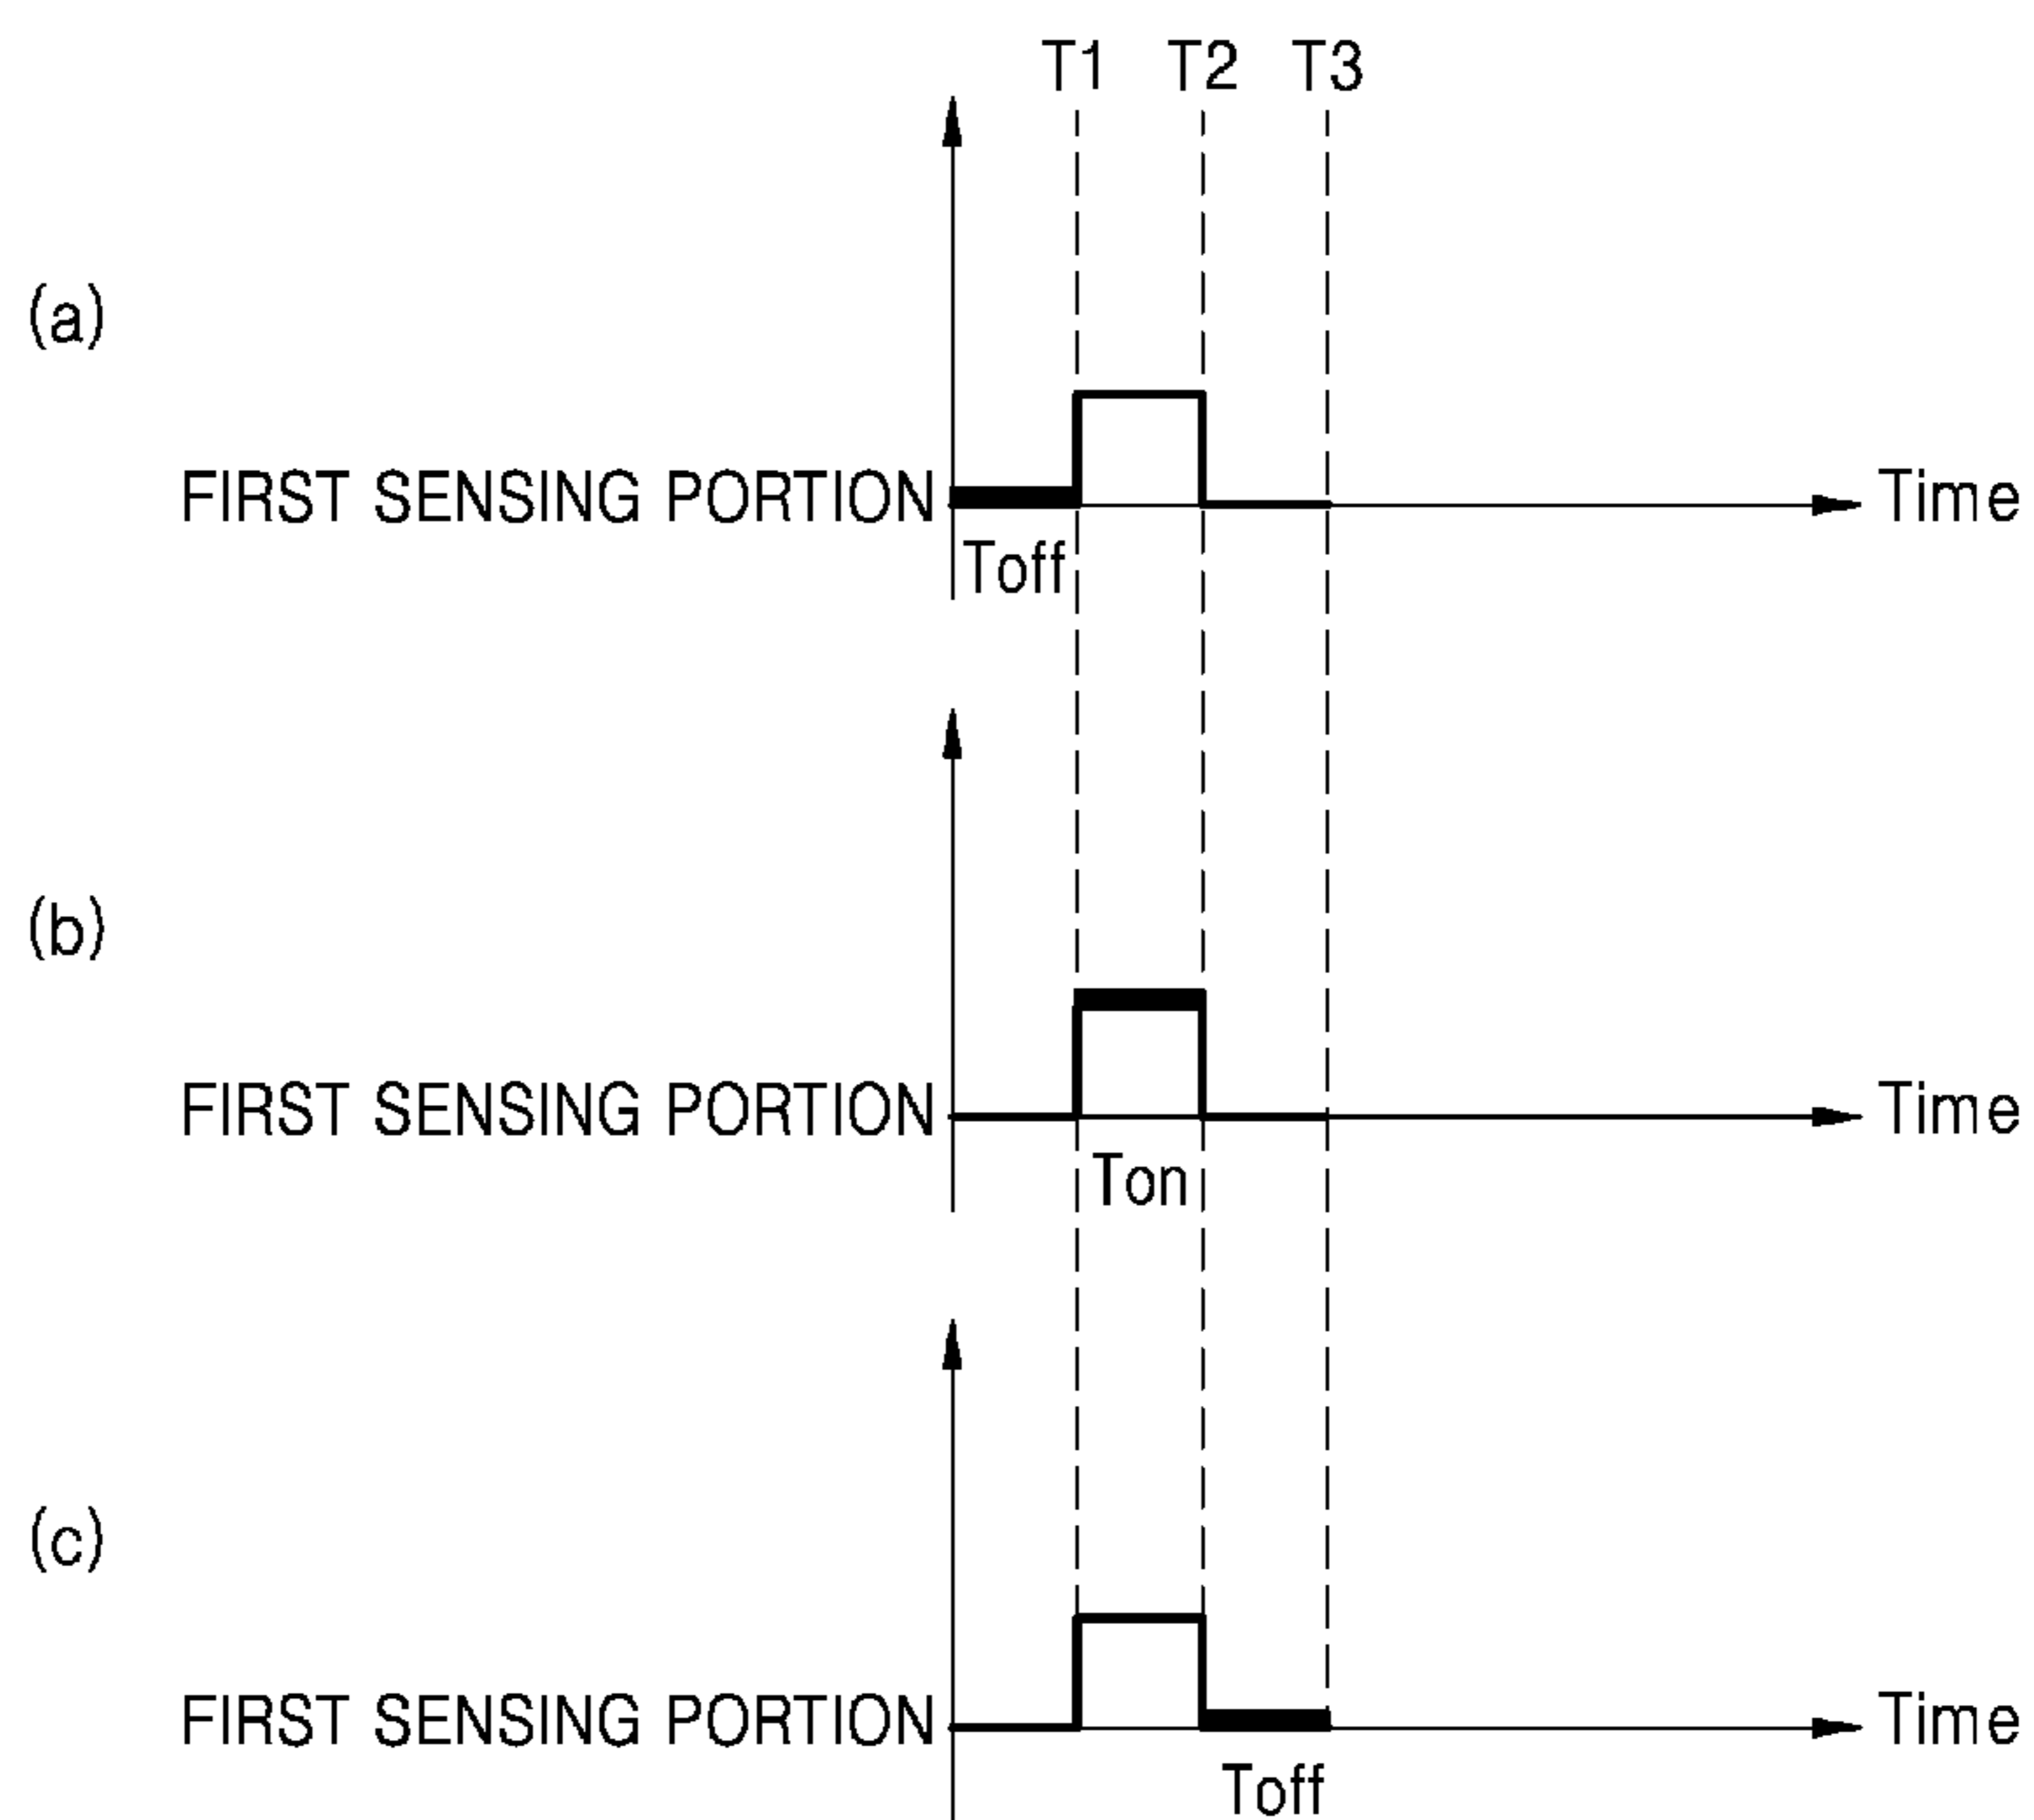 T1 T2 T3
(a)
FIRST SENSING PORTION Time
Toff
(b)
FIRST SENSING PORTION Time
Ton
(c)
FIRST SENSING PORTION Time
Toff